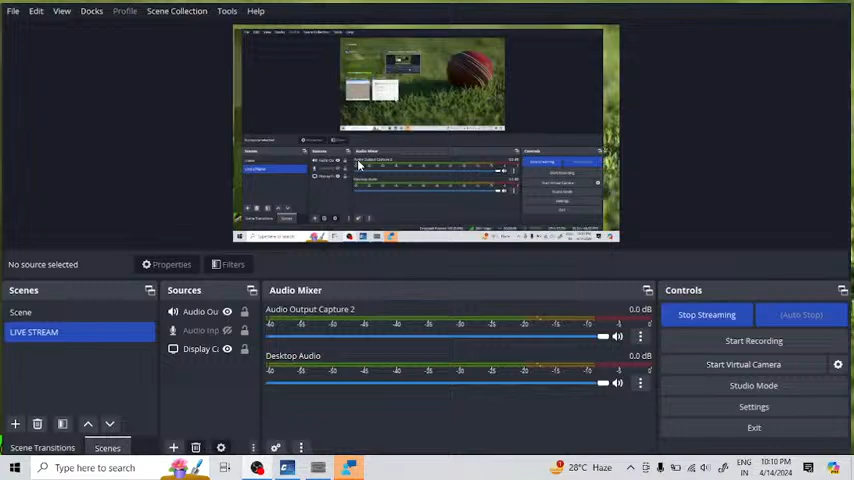 File Edit View Docks Profile Scene Collection Tools Help
No source selected Properties Filters
Scenes
Scene
LIVE STREAM
Scene Transitions Scenes
Sources
Audio Ou
Audio Inp
Display Ca
Audio Mixer
Audio Output Capture 2 0.0 dB
-60 -55 -50 -45 -40 -35 -30 -25 -20 -15 -10 -5 0
Desktop Audio 0.0 dB
-60 -55 -50 -45 -40 -35 -30 -25 -20 -15 -10 -5 0
Controls
Stop Streaming (Auto Stop)
Start Recording
Start Virtual Camera
Studio Mode
Settings
Exit
Type here to search
28°C Haze
ENG
IN
10:10 PM
4/14/2024